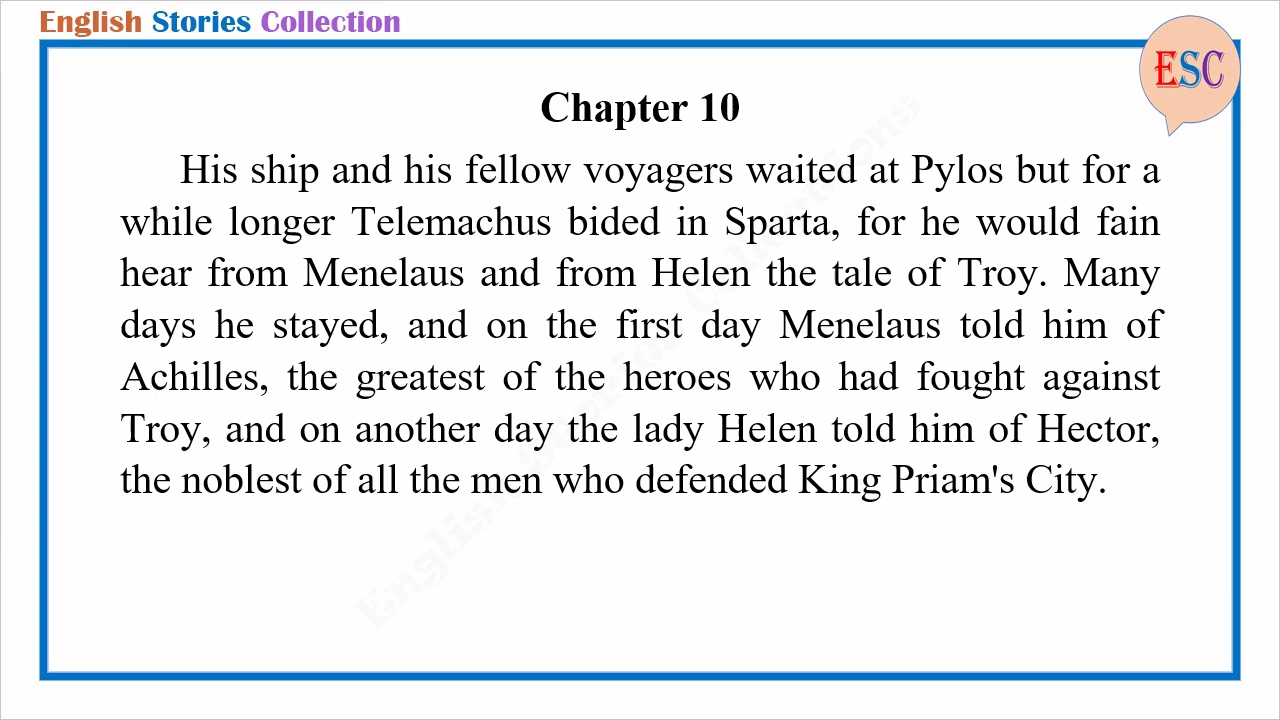 English Stories Collection
ESC
Chapter 10
His ship and his fellow voyagers waited at Pylos but for a
while longer Telemachus bided in Sparta, for he would fain
hear from Menelaus and from Helen the tale of Troy. Many
days he stayed, and on the first day Menelaus told him of
Achilles, the greatest of the heroes who had fought against
Troy, and on another day the lady Helen told him of Hector,
the noblest of all the men who defended King Priam's City.
English Stories Collections